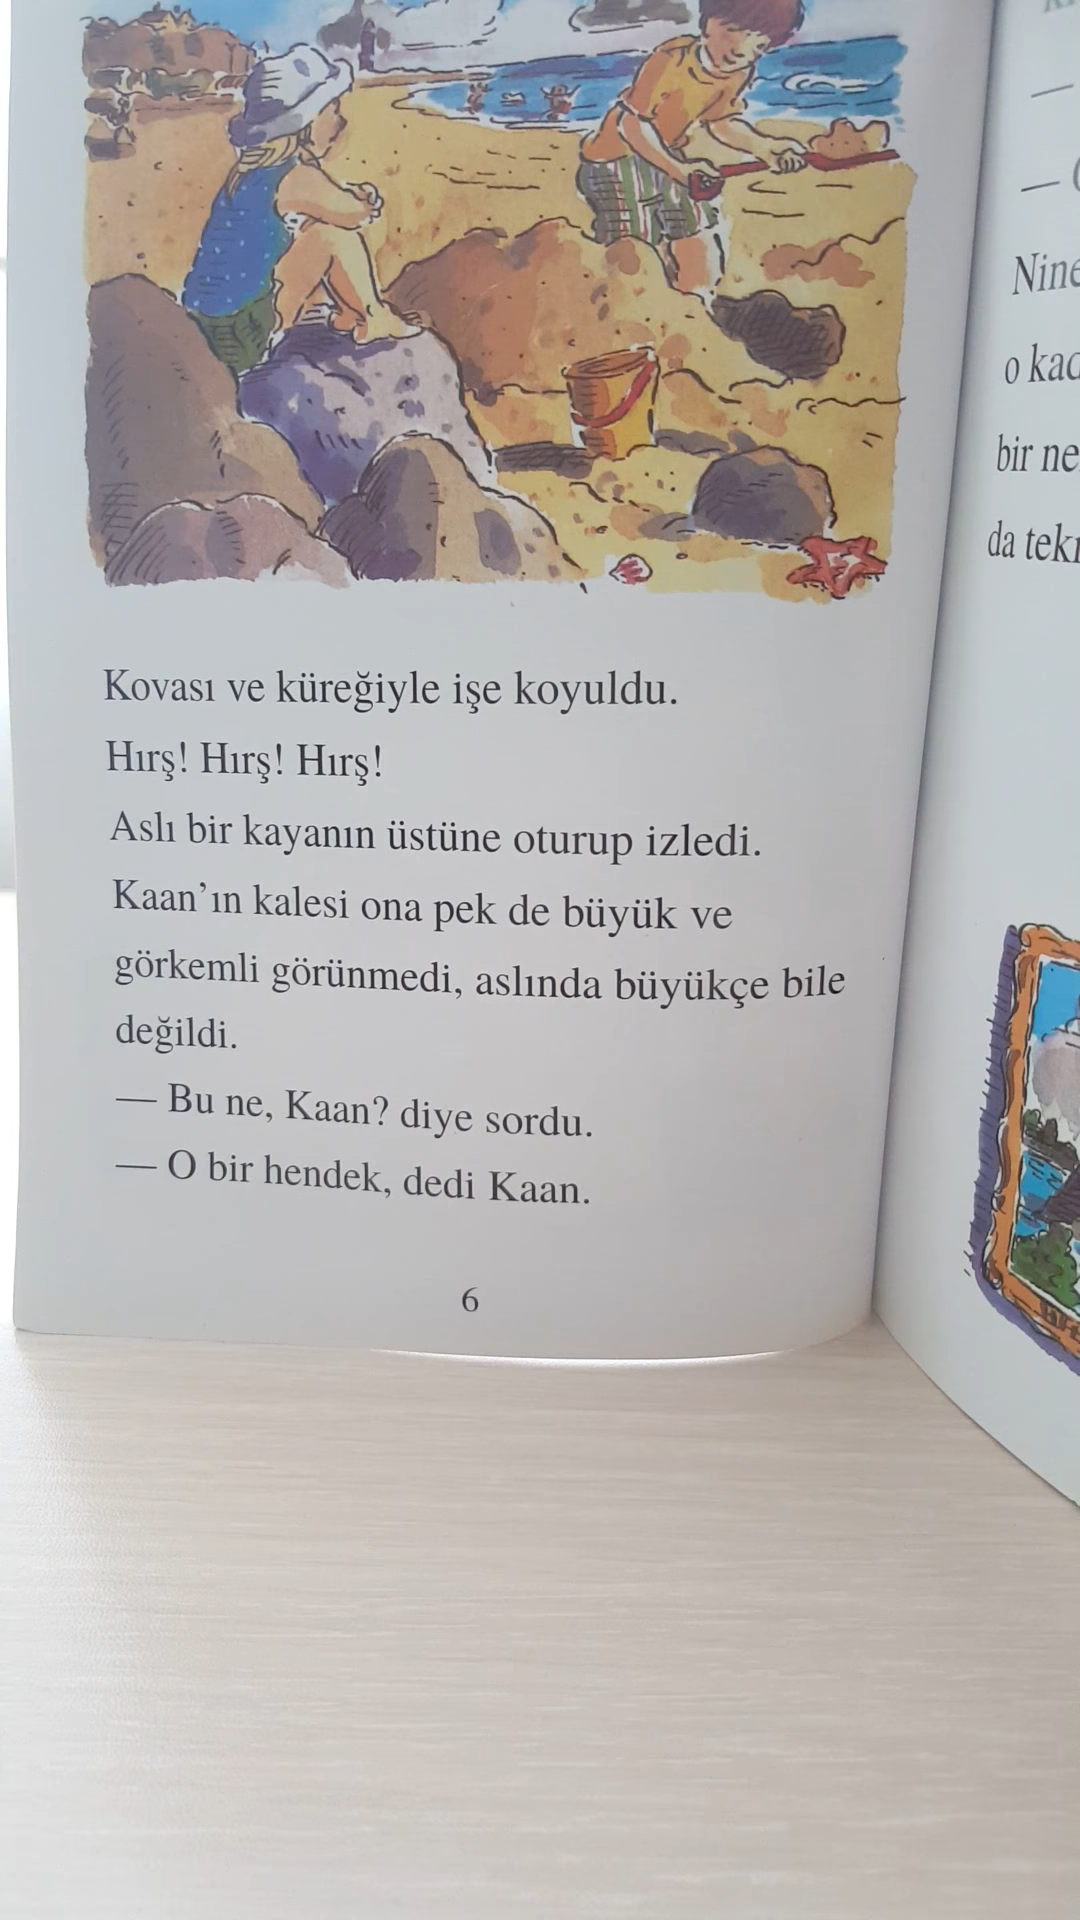 Kovası ve küreğiyle işe koyuldu.
Hırş! Hırş! Hırş!
Aslı bir kayanın üstüne oturup izledi.
Kaan’ın kalesi ona pek de büyük ve
görkemli görünmedi, aslında büyükçe bile
değildi.
— Bu ne, Kaan? diye sordu.
— O bir hendek, dedi Kaan.
6
—
—
o
bir
da